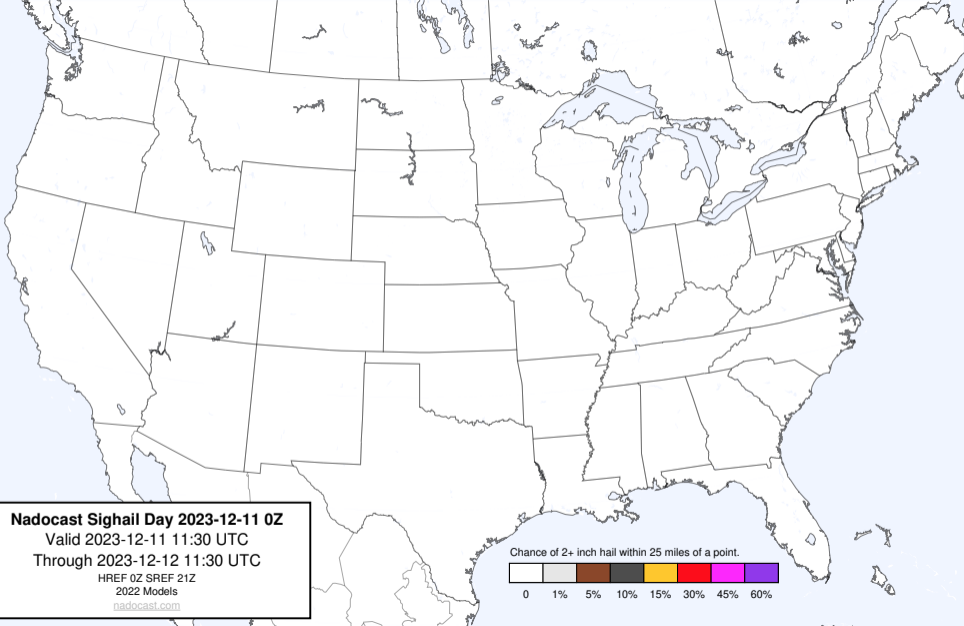 Nadocast Sighail Day 2023-12-11 0Z
Valid 2023-12-11 11:30 UTC
Through 2023-12-12 11:30 UTC
HREF 0Z SREF 21Z
2022 Models
nadocast.com
Chance of 2+ inch hail within 25 miles of a point.
0 1% 5% 10% 15% 30% 45% 60%